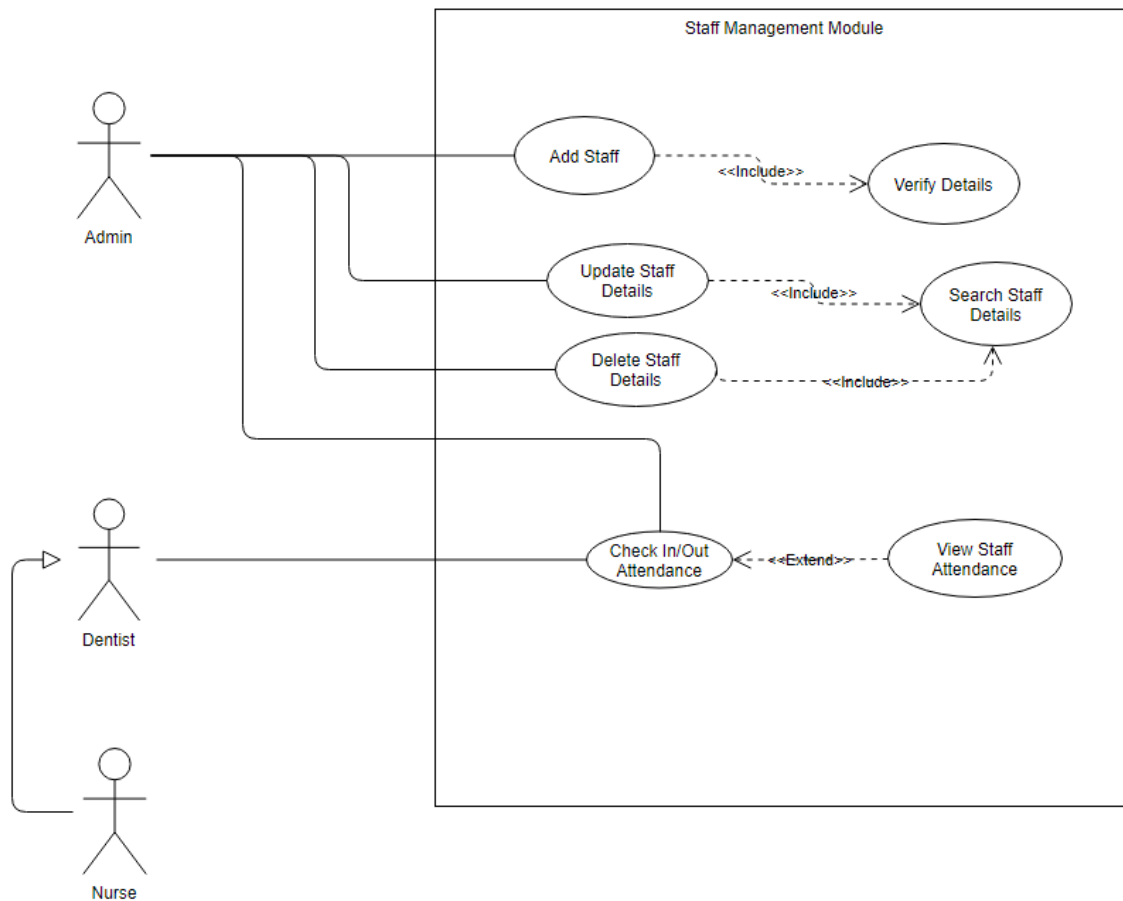 Staff Management Module
Add Staff
<<Include>>
Verify Details
Admin
Update Staff
Details
<<Include>>
Search Staff
Details
Delete Staff
Details
<<Include>>
Check In/Out
Attendance
<<Extend>>
View Staff
Attendance
Dentist
Nurse